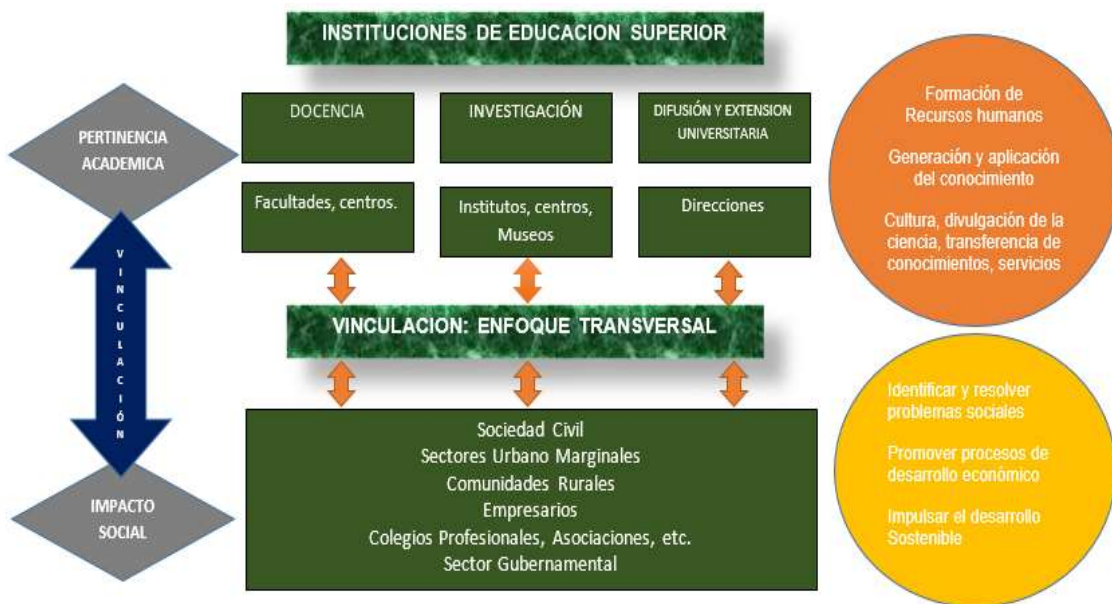 INSTITUCIONES DE EDUCACION SUPERIOR
PERTINENCIA
ACADEMICA
VINCULACIÓN
IMPACTO
SOCIAL
DOCENCIA
INVESTIGACIÓN
DIFUSIÓN Y EXTENSION
UNIVERSITARIA
Facultades, centros.
Institutos, centros,
Museos
Direcciones
VINCULACION: ENFOQUE TRANSVERSAL
Sociedad Civil
Sectores Urbano Marginales
Comunidades Rurales
Empresarios
Colegios Profesionales, Asociaciones, etc.
Sector Gubernamental
Formación de
Recursos humanos
Generación y aplicación
del conocimiento
Cultura, divulgación de la
ciencia, transferencia de
conocimientos, servicios
Identificar y resolver
problemas sociales
Promover procesos de
desarrollo económico
Impulsar el desarrollo
Sostenible